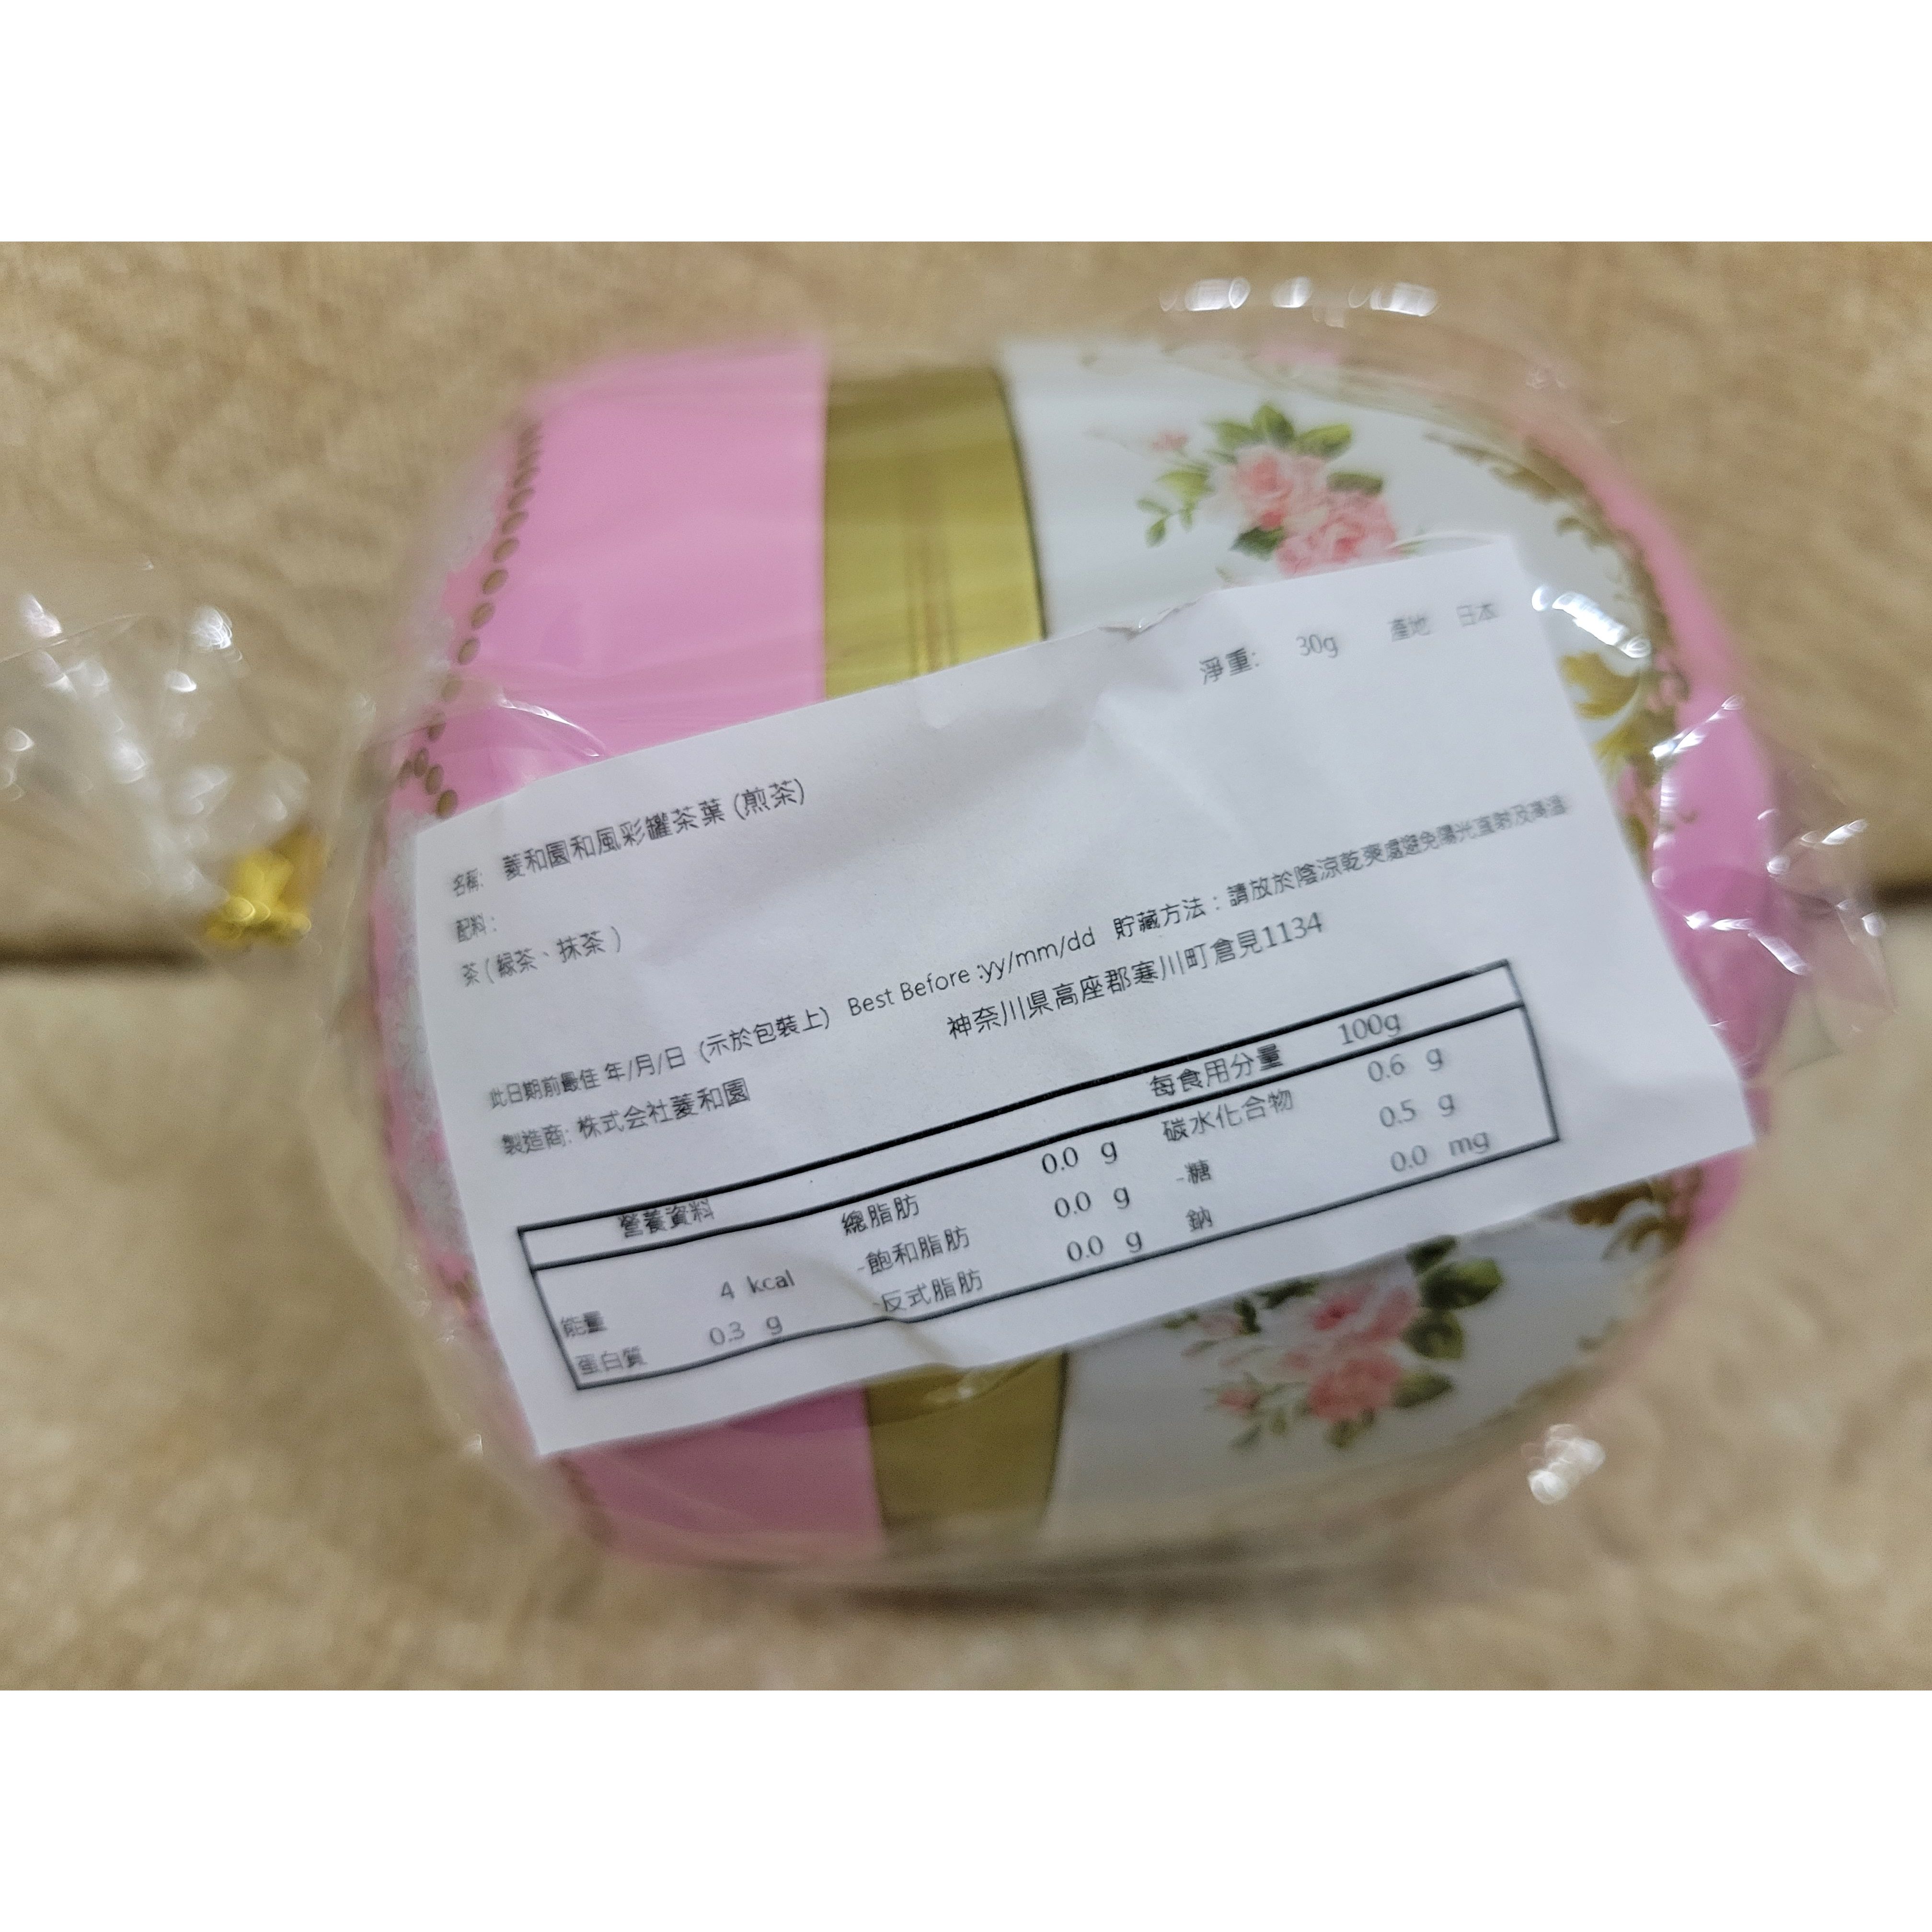 淨重: 30g 產地 日本
名稱: 菱和園和風彩罐茶葉 (煎茶)
配料:
茶 ( 緑茶、抹茶 )
此日期前最佳 年/月/日 (示於包裝上) Best Before :yy/mm/dd 貯藏方法：請放於陰涼乾爽處避免陽光直射及高溫
製造商: 株式会社菱和園 神奈川県高座郡寒川町倉見1134
營養資料 每食用分量 100g
能量 4 kcal 總脂肪 0.0 g 碳水化合物 0.6 g
蛋白質 0.3 g -飽和脂肪 0.0 g -糖 0.5 g
-反式脂肪 0.0 g 鈉 0.0 mg